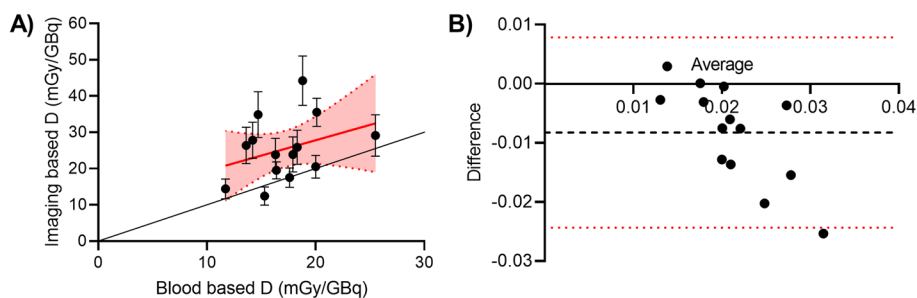 A)
Imaging based D (mGy/GBq)
60
50
40
30
20
10
0
0 10 20 30
Blood based D (mGy/GBq)
B)
Difference
0.01
0.00
-0.01
-0.02
-0.03
Average
0.01 0.02 0.03 0.04